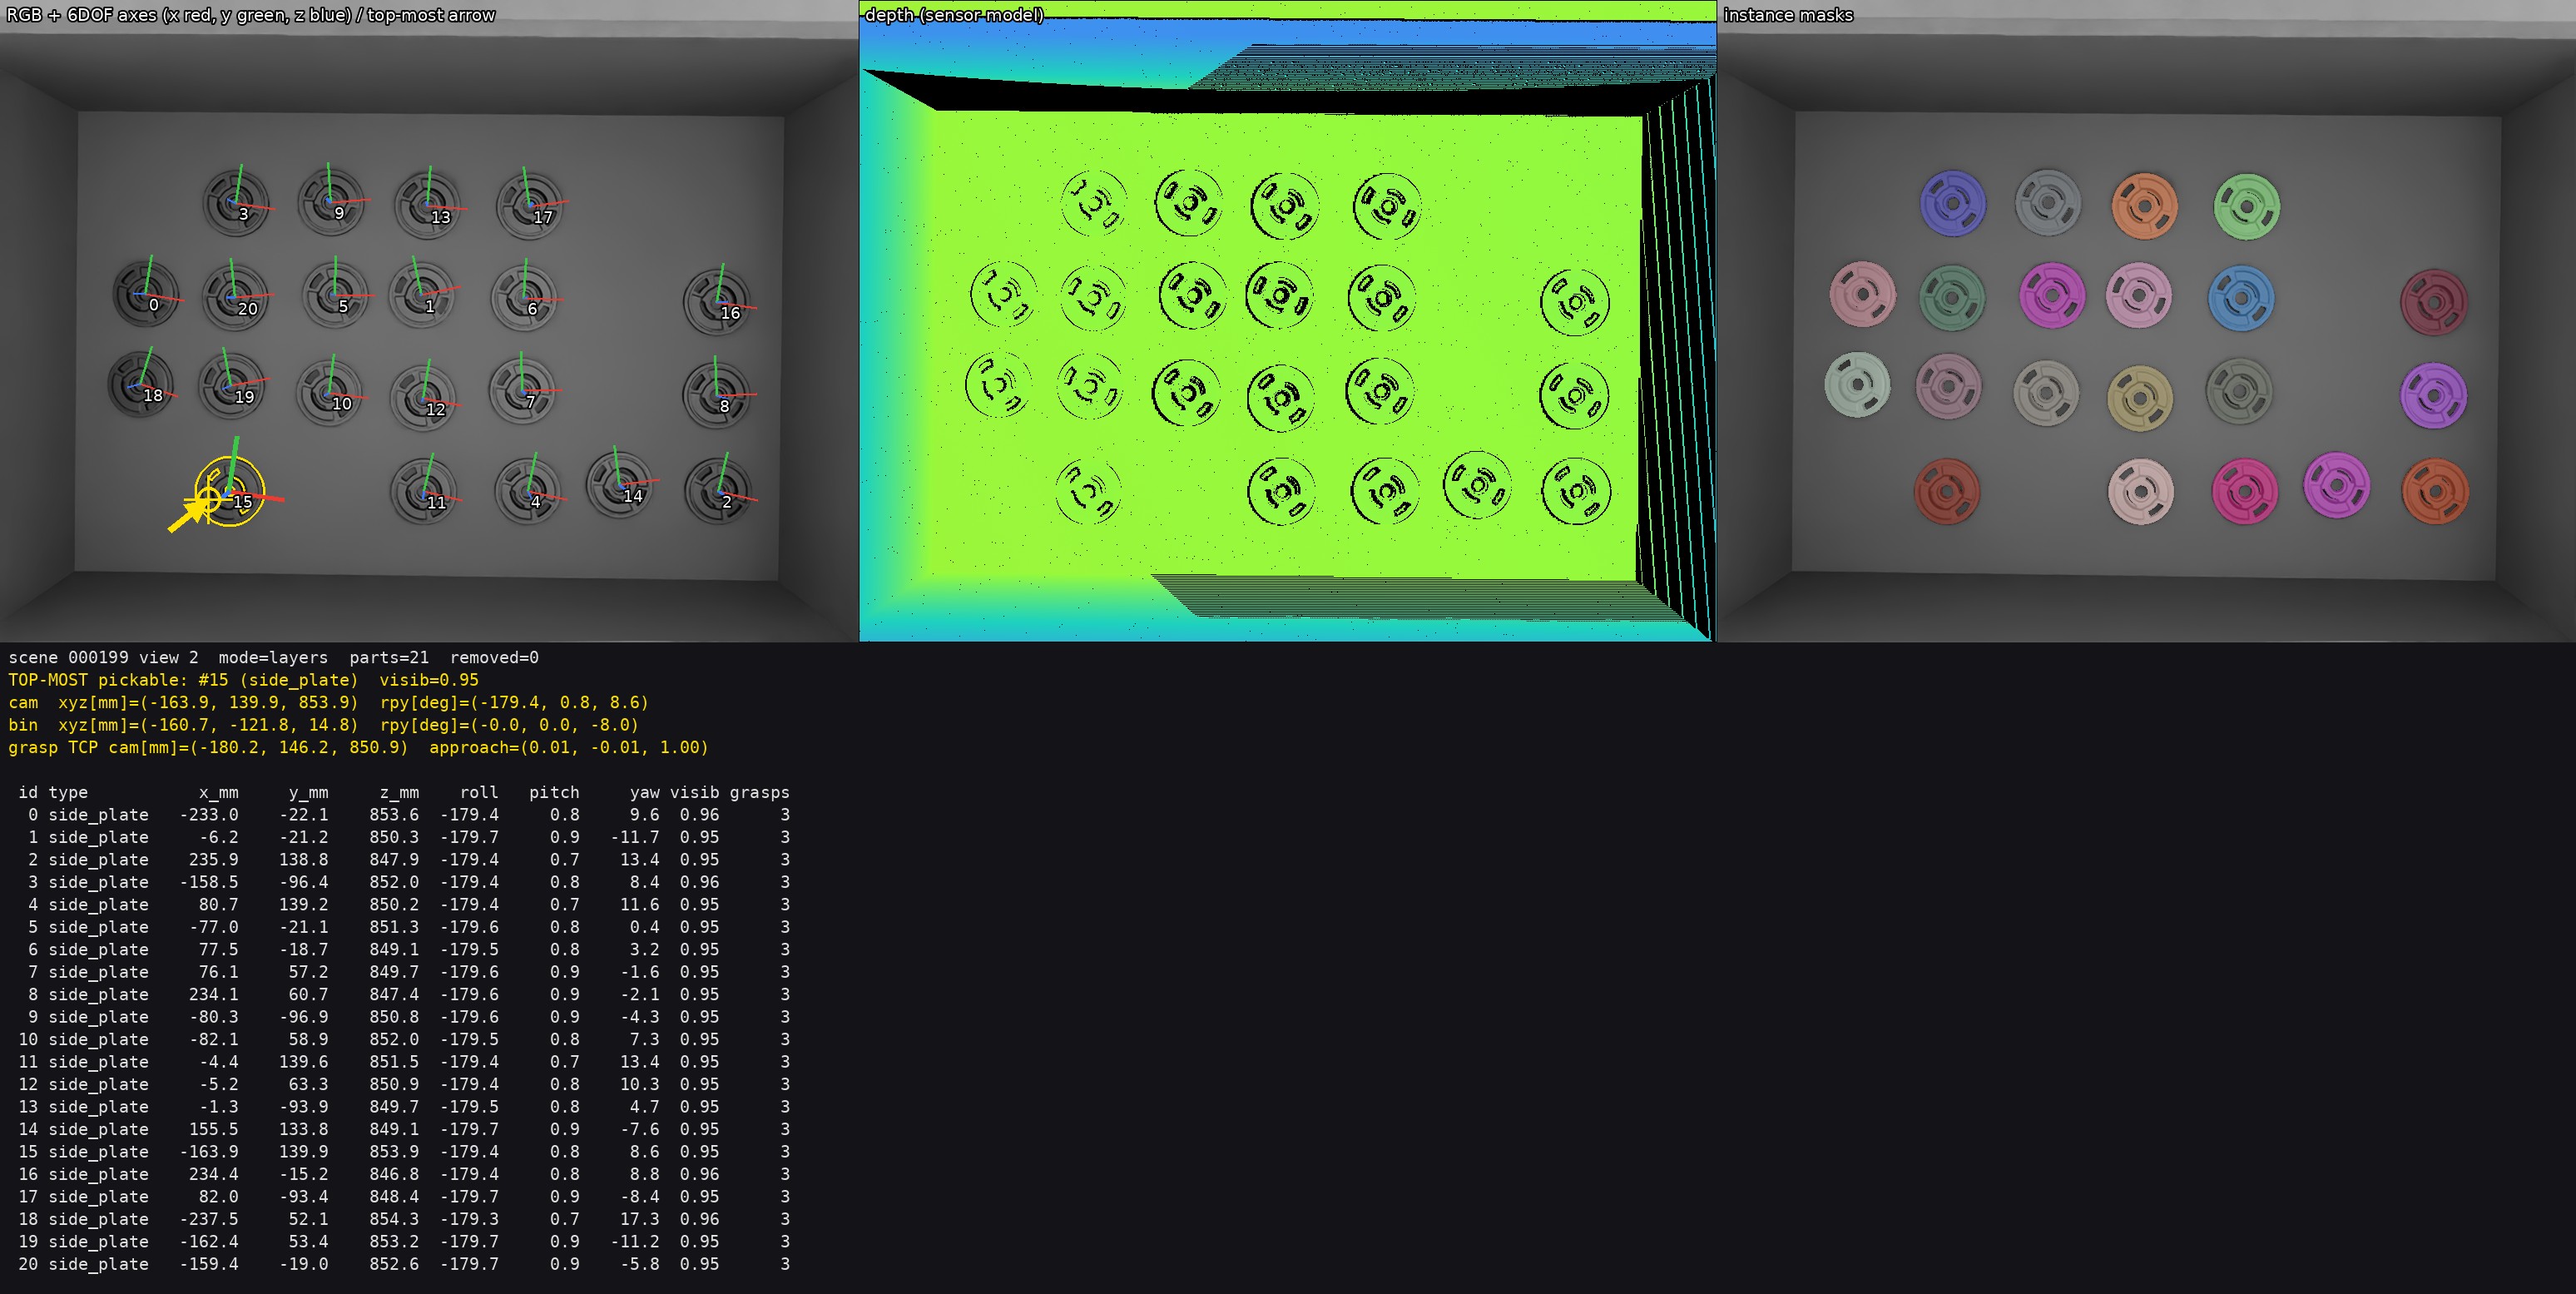 RGB + 6DOF axes (x red, y green, z blue) / top-most arrow
depth (sensor model)
instance masks
3
9
13
17
0
20
5
1
6
16
18
19
10
12
7
8
15
11
4
14
2
scene 000199 view 2  mode=layers  parts=21  removed=0
TOP-MOST pickable: #15 (side_plate)  visib=0.95
cam  xyz[mm]=(-163.9, 139.9, 853.9)  rpy[deg]=(-179.4, 0.8, 8.6)
bin  xyz[mm]=(-160.7, -121.8, 14.8)  rpy[deg]=(-0.0, 0.0, -8.0)
grasp TCP cam[mm]=(-180.2, 146.2, 850.9)  approach=(0.01, -0.01, 1.00)
id type x_mm y_mm z_mm roll pitch yaw visib grasps
0 side_plate -233.0 -22.1 853.6 -179.4 0.8 9.6 0.96 3
1 side_plate -6.2 -21.2 850.3 -179.7 0.9 -11.7 0.95 3
2 side_plate 235.9 138.8 847.9 -179.4 0.7 13.4 0.95 3
3 side_plate -158.5 -96.4 852.0 -179.4 0.8 8.4 0.96 3
4 side_plate 80.7 139.2 850.2 -179.4 0.7 11.6 0.95 3
5 side_plate -77.0 -21.1 851.3 -179.6 0.8 0.4 0.95 3
6 side_plate 77.5 -18.7 849.1 -179.5 0.8 3.2 0.95 3
7 side_plate 76.1 57.2 849.7 -179.6 0.9 -1.6 0.95 3
8 side_plate 234.1 60.7 847.4 -179.6 0.9 -2.1 0.95 3
9 side_plate -80.3 -96.9 850.8 -179.6 0.9 -4.3 0.95 3
10 side_plate -82.1 58.9 852.0 -179.5 0.8 7.3 0.95 3
11 side_plate -4.4 139.6 851.5 -179.4 0.7 13.4 0.95 3
12 side_plate -5.2 63.3 850.9 -179.4 0.8 10.3 0.95 3
13 side_plate -1.3 -93.9 849.7 -179.5 0.8 4.7 0.95 3
14 side_plate 155.5 133.8 849.1 -179.7 0.9 -7.6 0.95 3
15 side_plate -163.9 139.9 853.9 -179.4 0.8 8.6 0.95 3
16 side_plate 234.4 -15.2 846.8 -179.4 0.8 8.8 0.96 3
17 side_plate 82.0 -93.4 848.4 -179.7 0.9 -8.4 0.95 3
18 side_plate -237.5 52.1 854.3 -179.3 0.7 17.3 0.96 3
19 side_plate -162.4 53.4 853.2 -179.7 0.9 -11.2 0.95 3
20 side_plate -159.4 -19.0 852.6 -179.7 0.9 -5.8 0.95 3